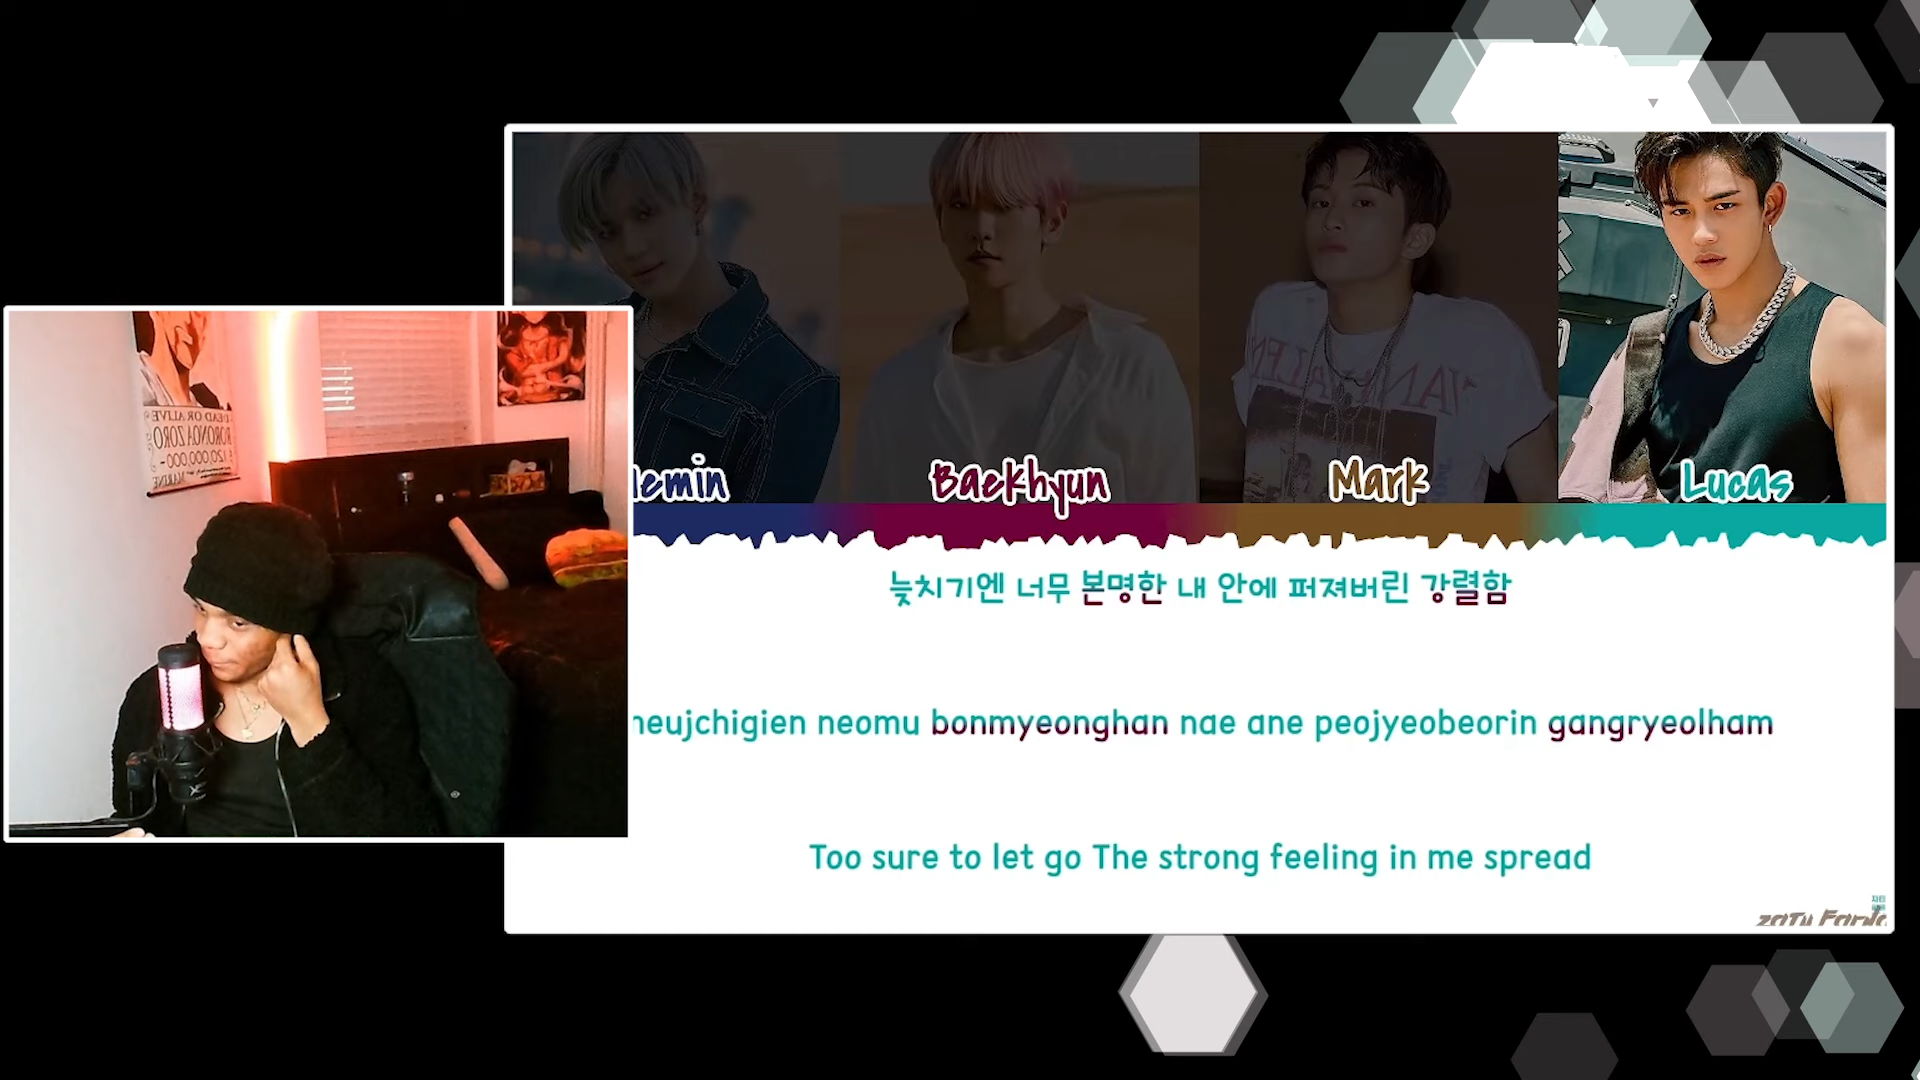 Baekhyun
Mark
Lucas
늦치기엔 너무 본명한 내 안에 퍼져버린 강렬함
bonmyeonghan nae ane peojyeobeorin gangryeolham
neomu
Too sure to let go The strong feeling in me spread